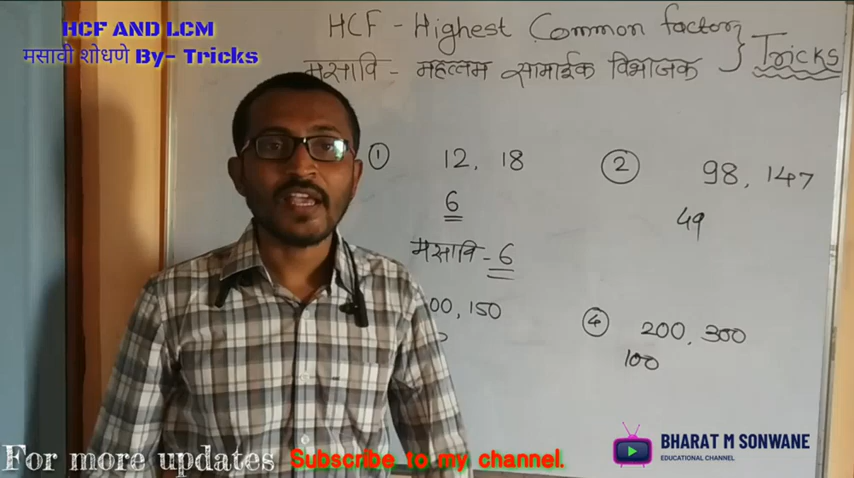 HCF AND LCM
मसावी शोधणे By- Tricks
HCF - Highest Common factor } Tricks
मसावि - महत्तम सामाईक विभाजक
① 12, 18
6
मसावि - 6
② 98, 147
49
00, 150
④ 200, 300
100
BHARAT M SONWANE
EDUCATIONAL CHANNEL
For more updates Subscribe to my channel.